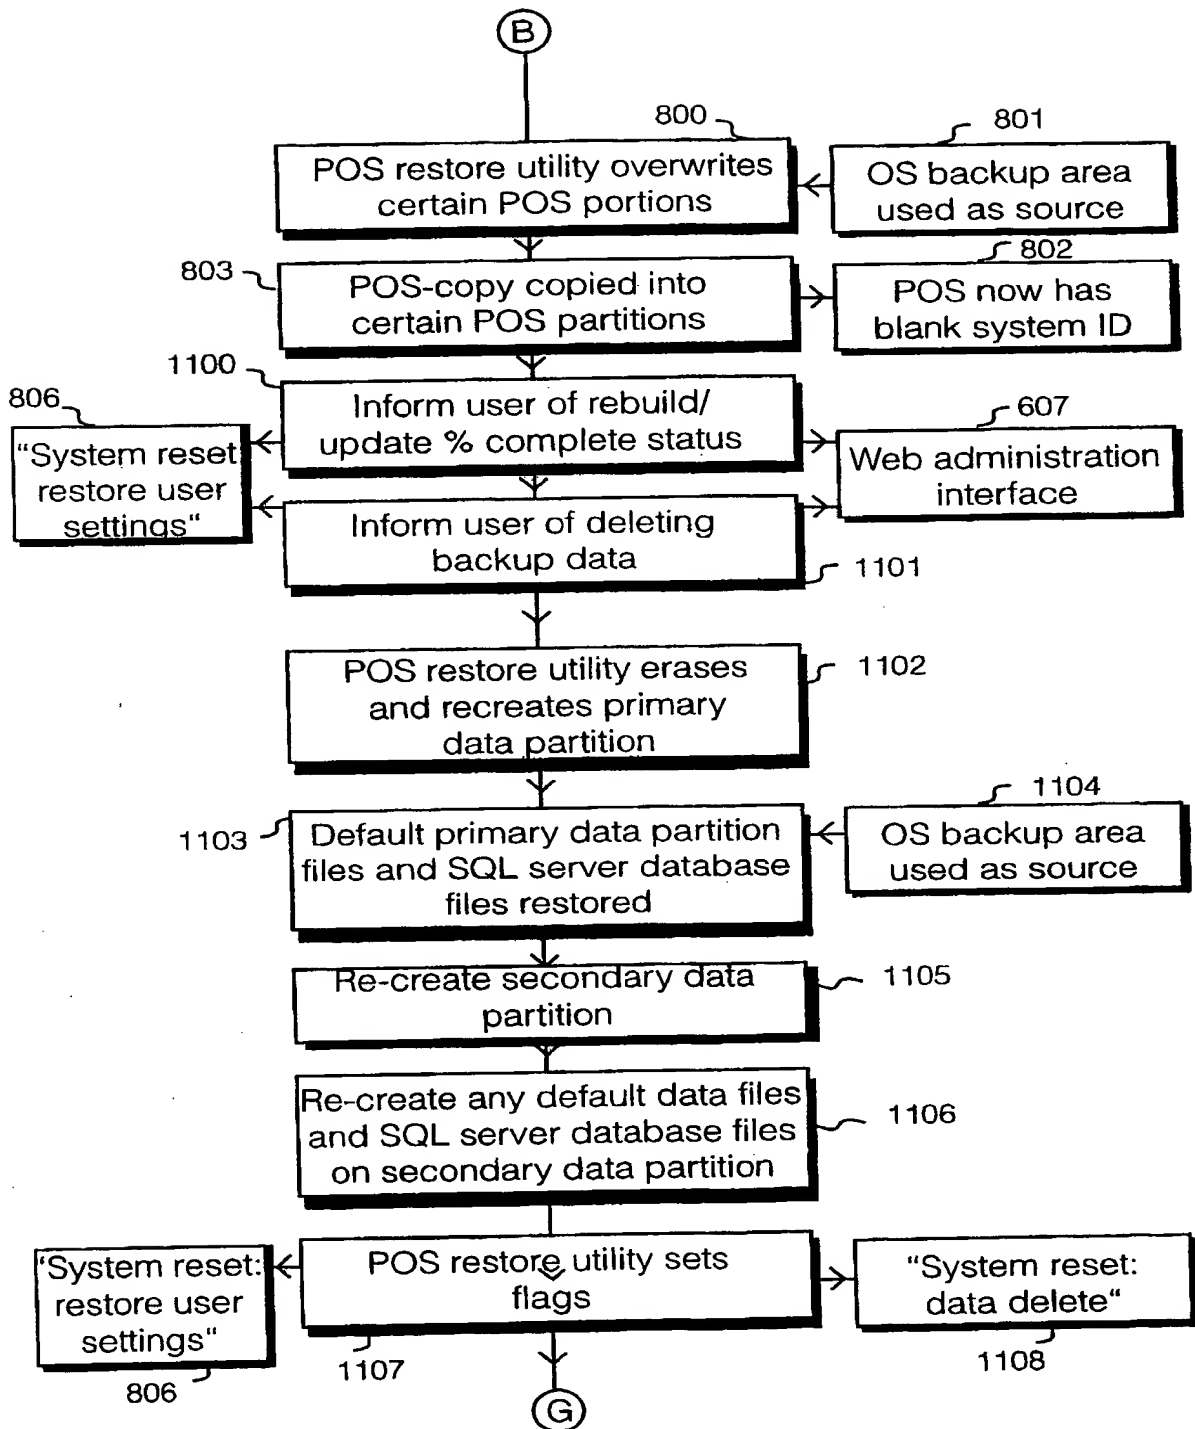 B
800
801
POS restore utility overwrites
certain POS portions
OS backup area
used as source
803
802
POS-copy copied into
certain POS partitions
POS now has
blank system ID
1100
806
607
Inform user of rebuild/
update % complete status
"System reset:
restore user
settings"
Web administration
interface
Inform user of deleting
backup data
1101
POS restore utility erases
and recreates primary
data partition
1102
1103
1104
Default primary data partition
files and SQL server database
files restored
OS backup area
used as source
Re-create secondary data
partition
1105
Re-create any default data files
and SQL server database files
on secondary data partition
1106
'System reset:
restore user
settings"
POS restore utility sets
flags
"System reset:
data delete"
806
1107
1108
G